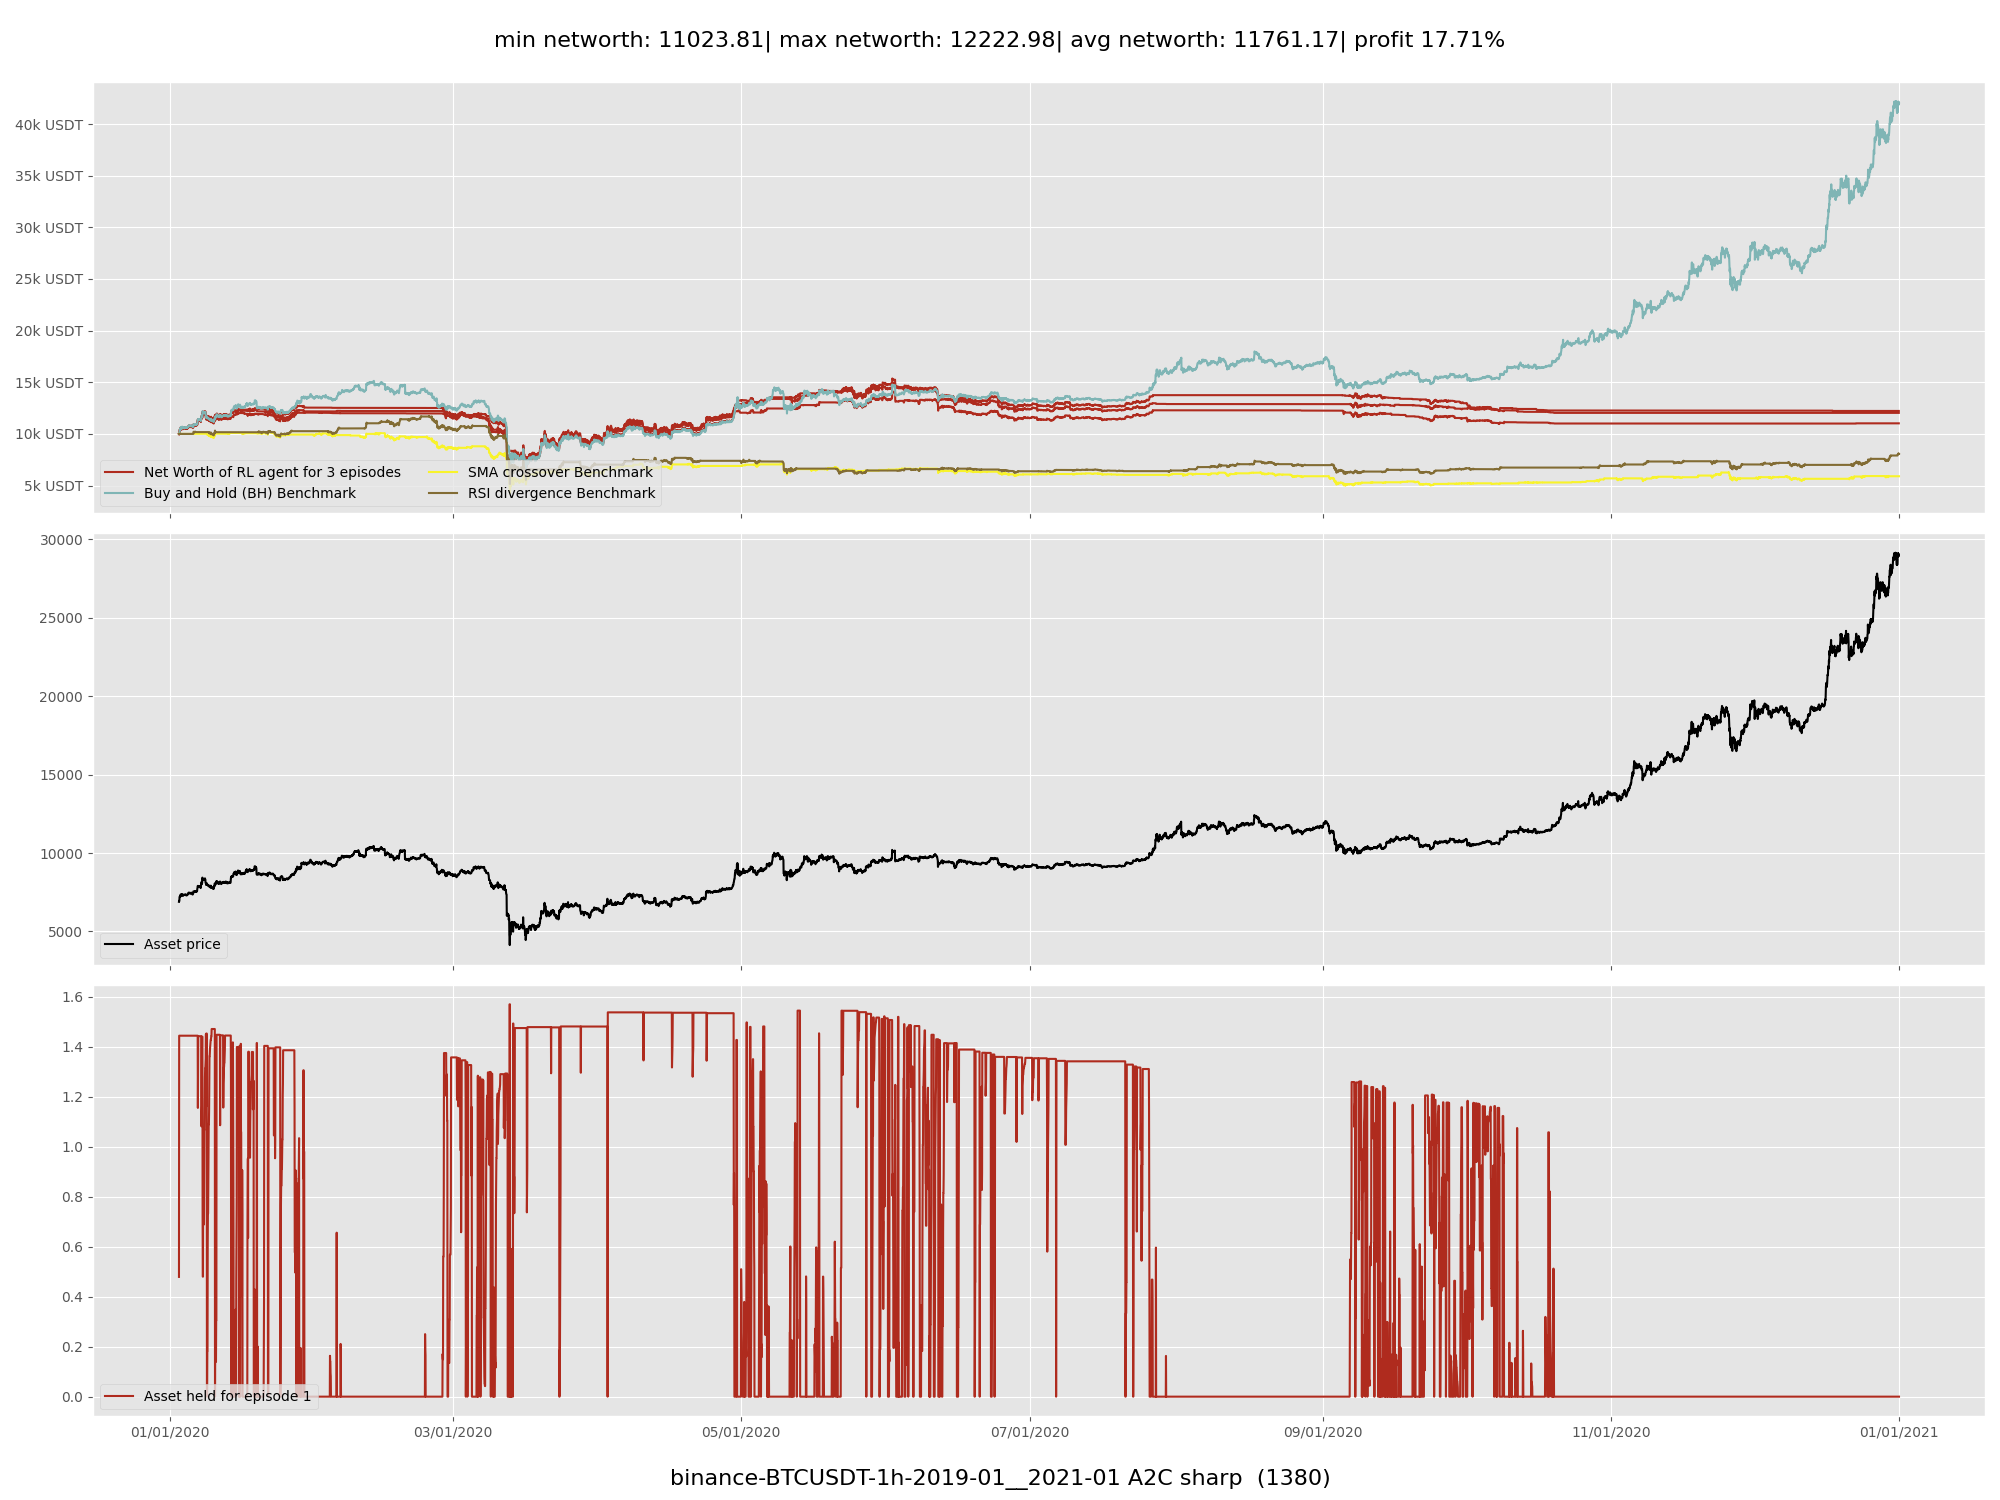 min networth: 11023.81| max networth: 12222.98| avg networth: 11761.17| profit 17.71%
40k USDT
35k USDT
30k USDT
25k USDT
20k USDT
15k USDT
10k USDT
5k USDT
Net Worth of RL agent for 3 episodes
Buy and Hold (BH) Benchmark
SMA crossover Benchmark
RSI divergence Benchmark
30000
25000
20000
15000
10000
5000
Asset price
1.6
1.4
1.2
1.0
0.8
0.6
0.4
0.2
0.0
Asset held for episode 1
01/01/2020 03/01/2020 05/01/2020 07/01/2020 09/01/2020 11/01/2020 01/01/2021
binance-BTCUSDT-1h-2019-01__2021-01 A2C sharp (1380)